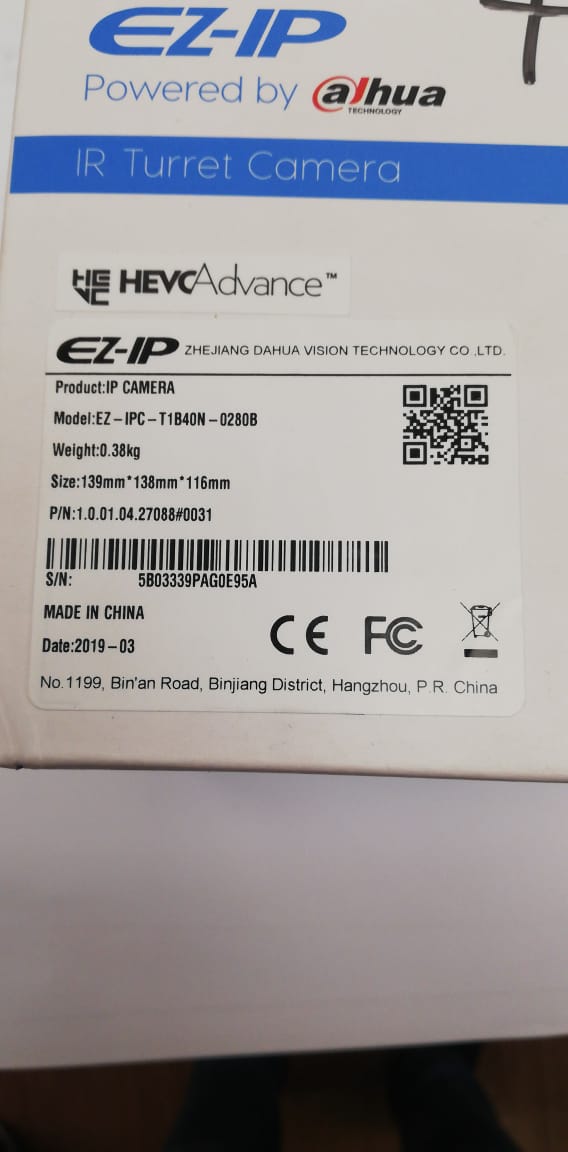 EZ-IP
Powered by alhua
TECHNOLOGY
IR Turret Camera
HEVC HEVCAdvance™
EZ-IP ZHEJIANG DAHUA VISION TECHNOLOGY CO.,LTD.
Product:IP CAMERA
Model:EZ-IPC-T1B40N-0280B
Weight:0.38kg
Size:139mm*138mm*116mm
P/N:1.0.01.04.27088#0031
S/N: 5B03339PAG0E95A
MADE IN CHINA
Date:2019-03
CE FC
No.1199, Bin'an Road, Binjiang District, Hangzhou, P.R. China